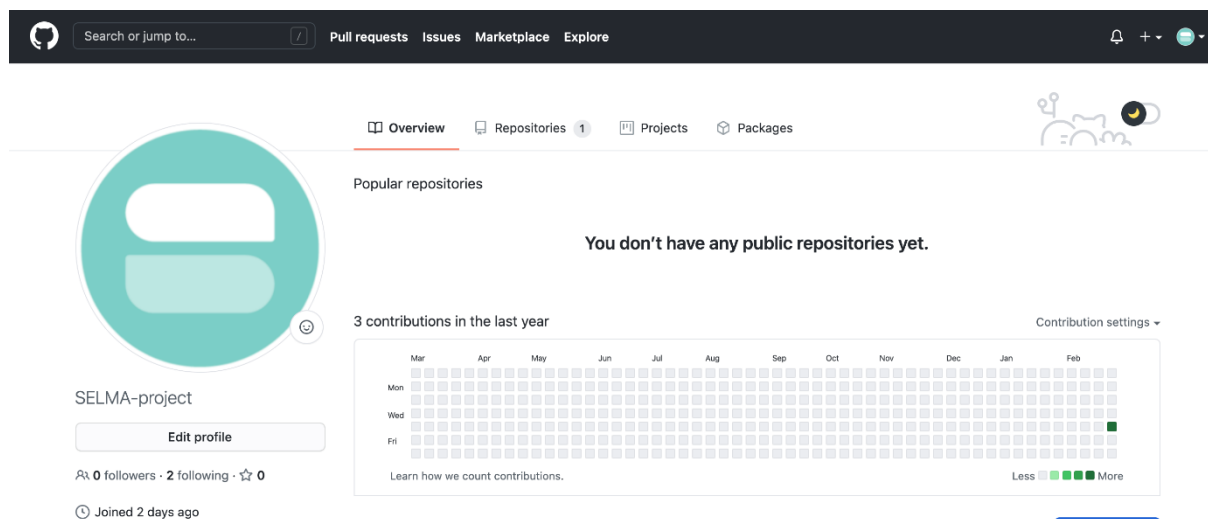 Search or jump to... /
Pull requests Issues Marketplace Explore
Overview Repositories 1 Projects Packages
Popular repositories
You don’t have any public repositories yet.
3 contributions in the last year
Contribution settings
Mar Apr May Jun Jul Aug Sep Oct Nov Dec Jan Feb
Mon
Wed
Fri
Learn how we count contributions.
Less More
SELMA-project
Edit profile
0 followers · 2 following · 0
Joined 2 days ago